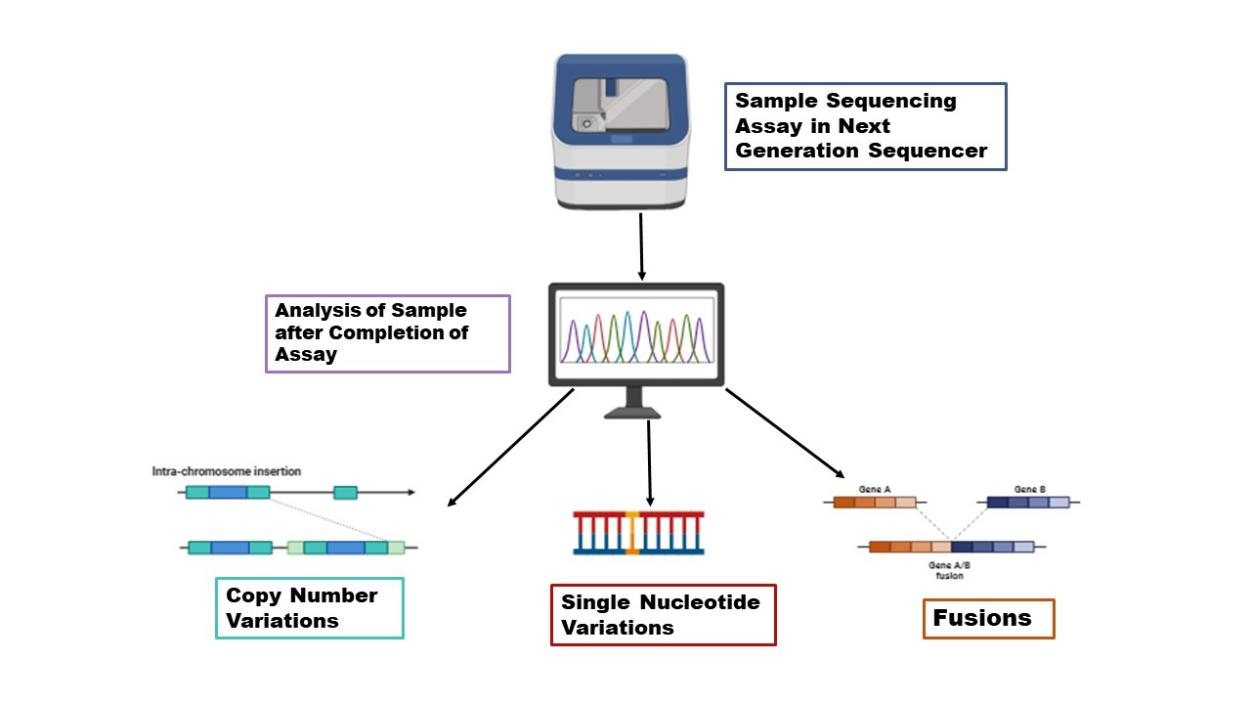 Sample Sequencing
Assay in Next
Generation Sequencer
Analysis of Sample
after Completion of
Assay
Intra-chromosome insertion
Copy Number
Variations
Single Nucleotide
Variations
Gene A
Gene B
Gene A/B
fusion
Fusions